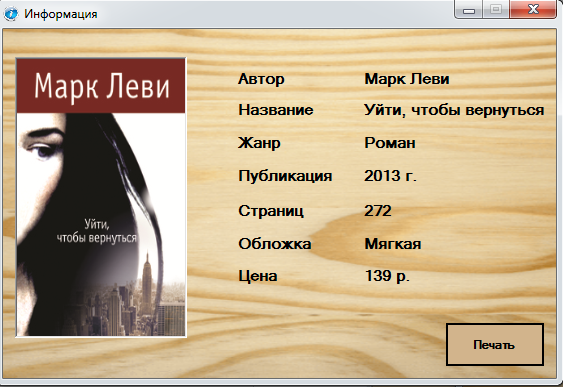 Информация
Марк Леви
Уйти,
чтобы вернуться
Автор Марк Леви
Название Уйти, чтобы вернуться
Жанр Роман
Публикация 2013 г.
Страниц 272
Обложка Мягкая
Цена 139 р.
Печать